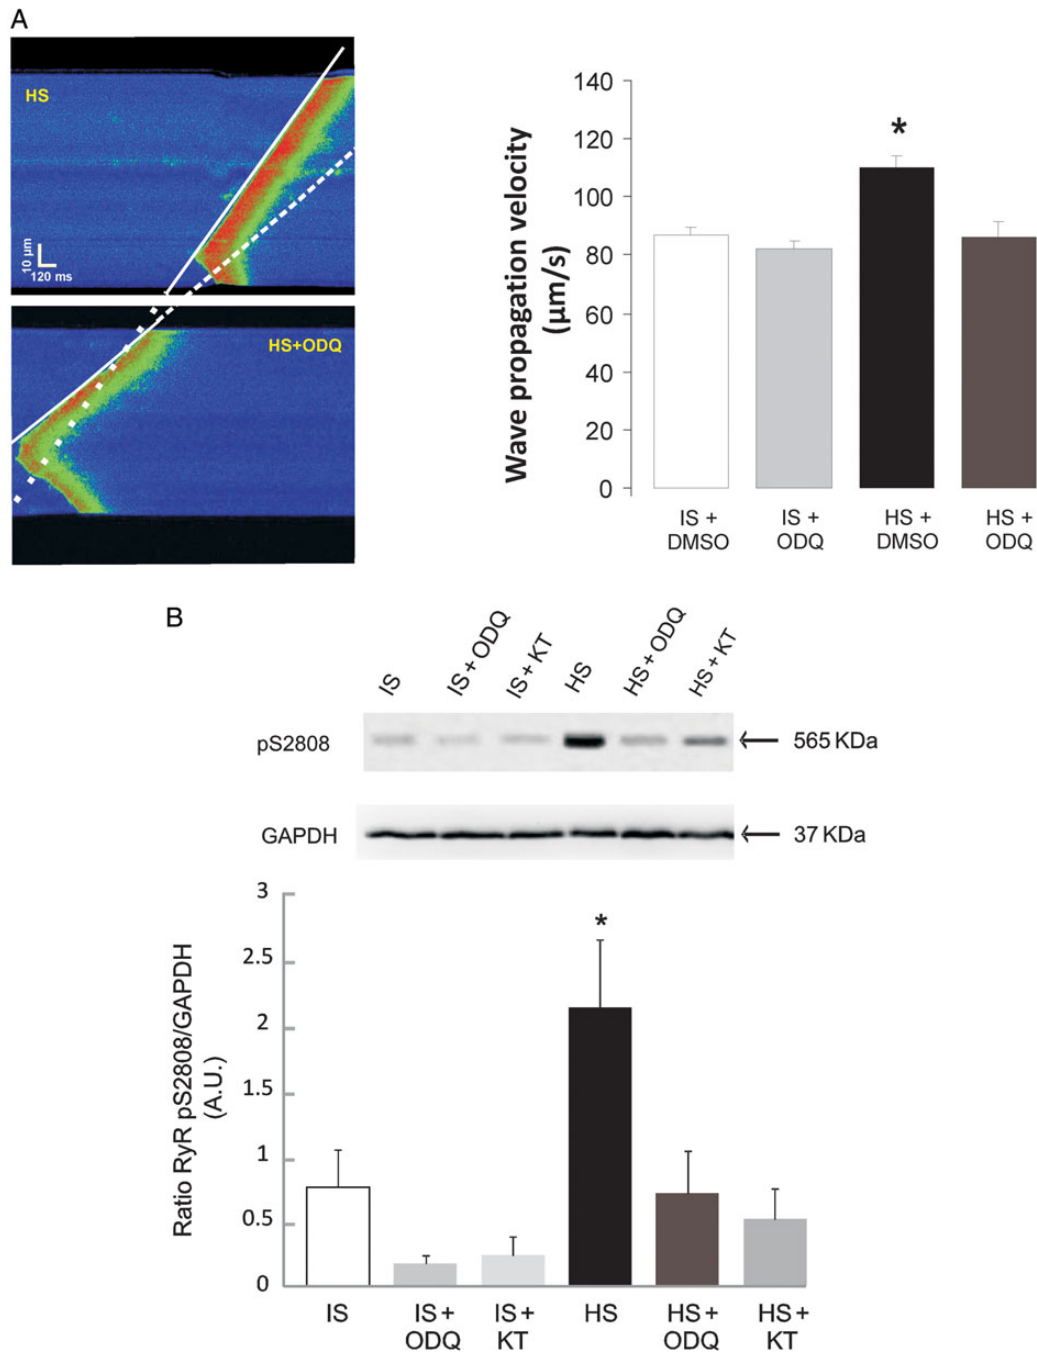 A
HS
10 µm
120 ms
HS+ODQ
Wave propagation velocity
(µm/s)
140
120
100
80
60
40
20
0
*
IS +
DMSO
IS +
ODQ
HS +
DMSO
HS +
ODQ
B
IS
IS + ODQ
IS + KT
HS
HS + ODQ
HS + KT
pS2808
565 KDa
GAPDH
37 KDa
Ratio RyR pS2808/GAPDH
(A.U.)
3
2.5
2
1.5
1
0.5
0
*
IS
IS +
ODQ
IS +
KT
HS
HS +
ODQ
HS +
KT